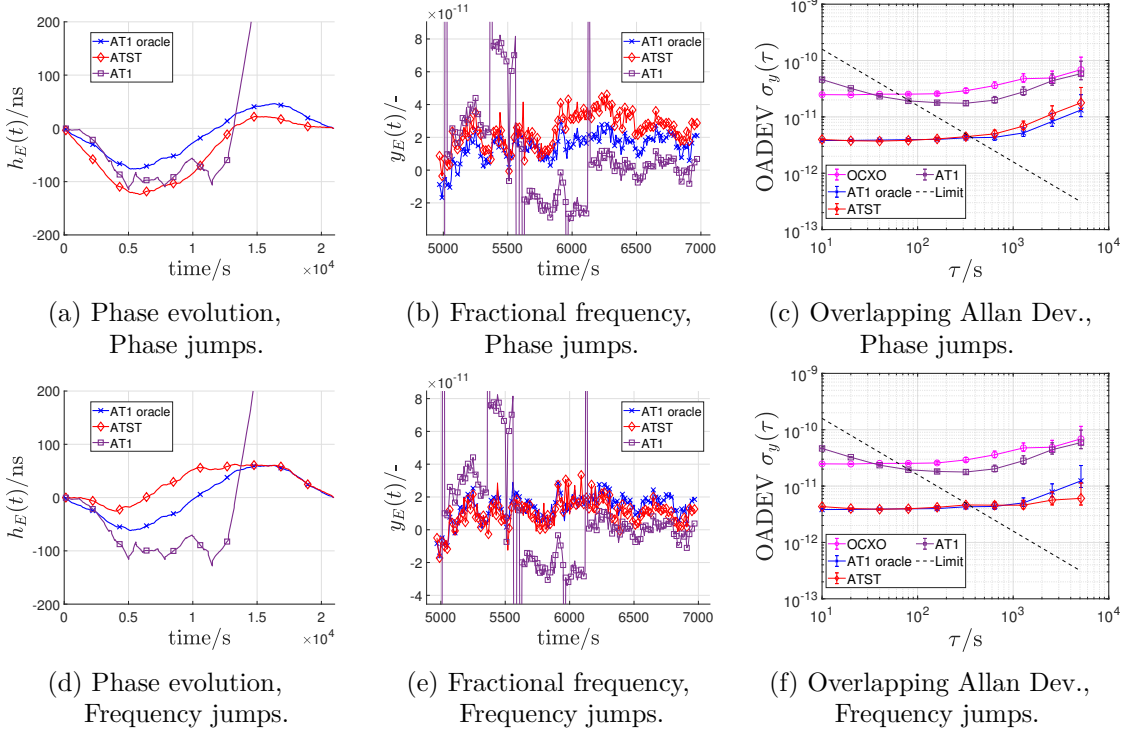 200
100
0
-100
-200
h_E(t)/ns
AT1 oracle
ATST
AT1
0 0.5 1 1.5 2
×10^4
time/s
(a) Phase evolution,
Phase jumps.
×10^-11
8
6
4
2
0
-2
y_E(t)/-
AT1 oracle
ATST
AT1
5000 5500 6000 6500 7000
time/s
(b) Fractional frequency,
Phase jumps.
10^-9
10^-10
10^-11
10^-12
10^-13
OADEV σ_y(τ)
OCXO
AT1 oracle
ATST
AT1
Limit
10^1 10^2 10^3 10^4
τ/s
(c) Overlapping Allan Dev.,
Phase jumps.
200
100
0
-100
-200
h_E(t)/ns
AT1 oracle
ATST
AT1
0 0.5 1 1.5 2
×10^4
time/s
(d) Phase evolution,
Frequency jumps.
×10^-11
8
6
4
2
0
-2
-4
y_E(t)/-
AT1 oracle
ATST
AT1
5000 5500 6000 6500 7000
time/s
(e) Fractional frequency,
Frequency jumps.
10^-9
10^-10
10^-11
10^-12
10^-13
OADEV σ_y(τ)
OCXO
AT1 oracle
ATST
AT1
Limit
10^1 10^2 10^3 10^4
τ/s
(f) Overlapping Allan Dev.,
Frequency jumps.